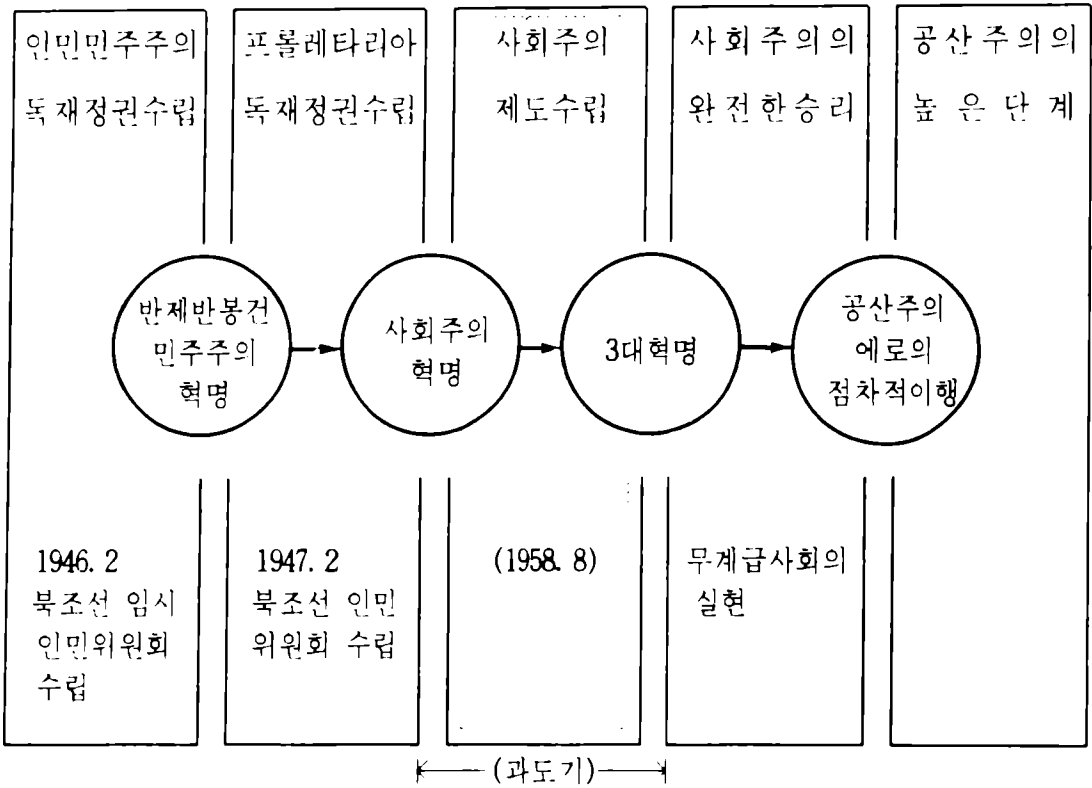 인민민주주의
독재정권수립
프롤레타리아
독재정권수립
사회주의
제도수립
사회주의의
완전한승리
공산주의의
높은단계
반제반봉건
민주주의
혁명
사회주의
혁명
3대혁명
공산주의
에로의
점차적이행
1946. 2
북조선 임시
인민위원회
수립
1947. 2
북조선 인민
위원회 수립
(1958. 8)
무계급사회의
실현
(과도기)